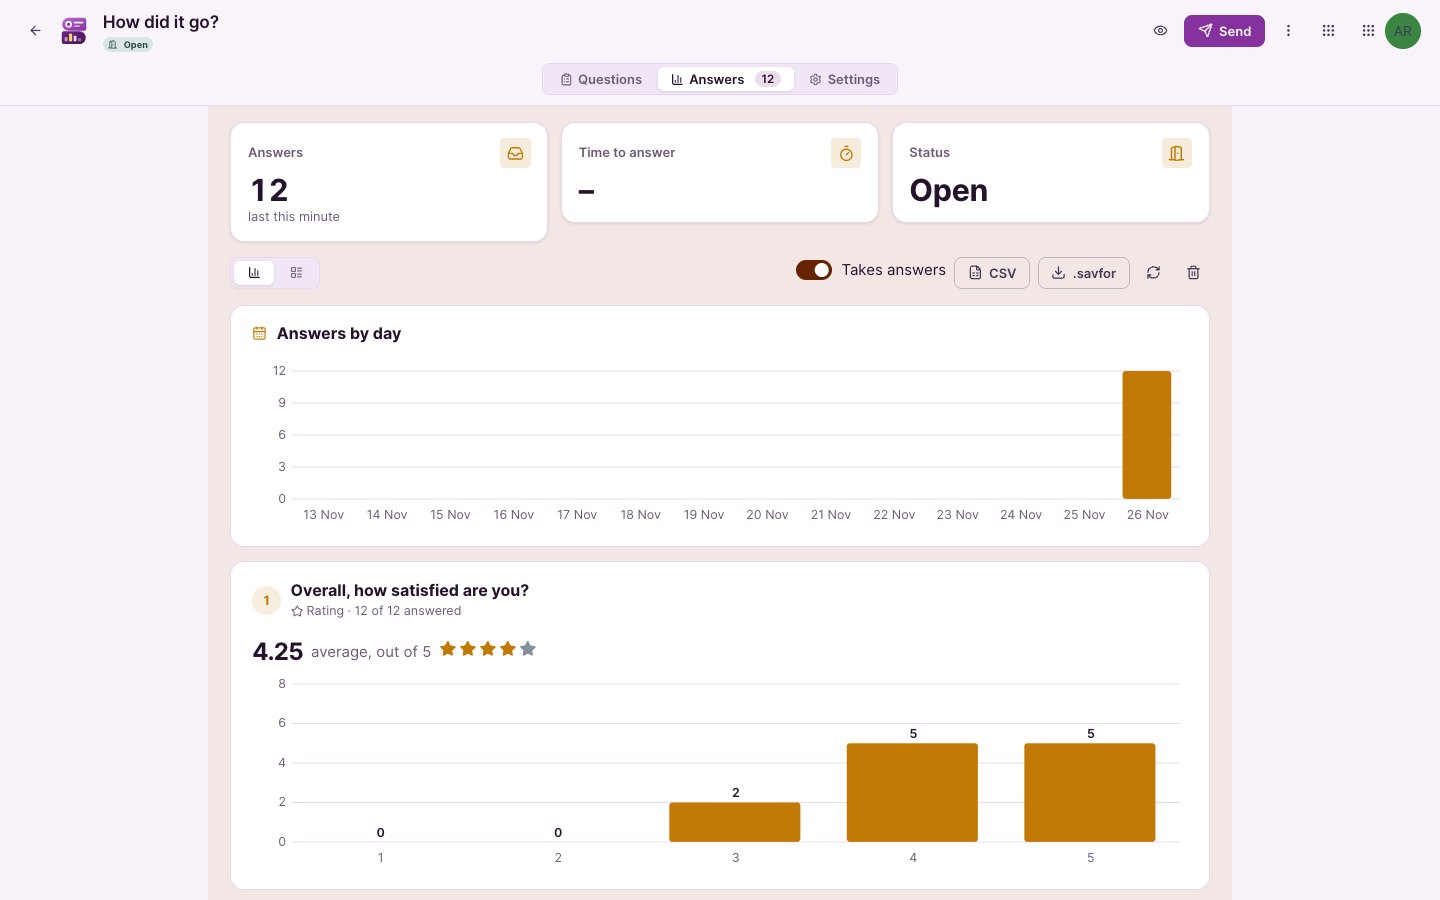 How did it go?
Open
Send
AR
Questions
Answers 12
Settings
Answers
12
last this minute
Time to answer
–
Status
Open
Takes answers
CSV
.savfor
Answers by day
12
9
6
3
0
13 Nov 14 Nov 15 Nov 16 Nov 17 Nov 18 Nov 19 Nov 20 Nov 21 Nov 22 Nov 23 Nov 24 Nov 25 Nov 26 Nov
1
Overall, how satisfied are you?
Rating · 12 of 12 answered
4.25 average, out of 5
8
6
4
2
0
0 0 2 5 5
1 2 3 4 5